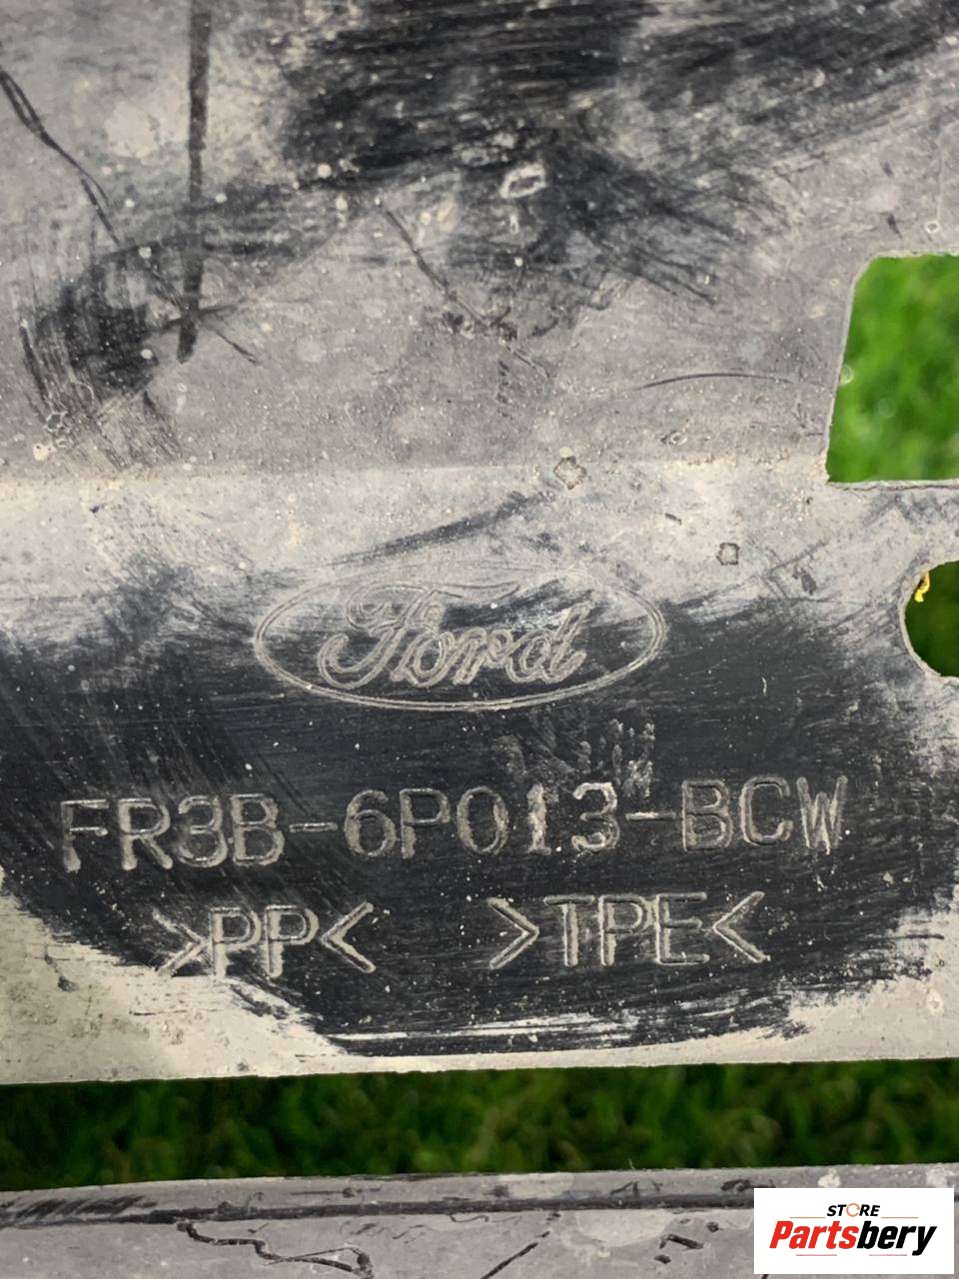 Ford
FR3B-6P013-BCW
>PP< >TPE<
STORE
Partsbery